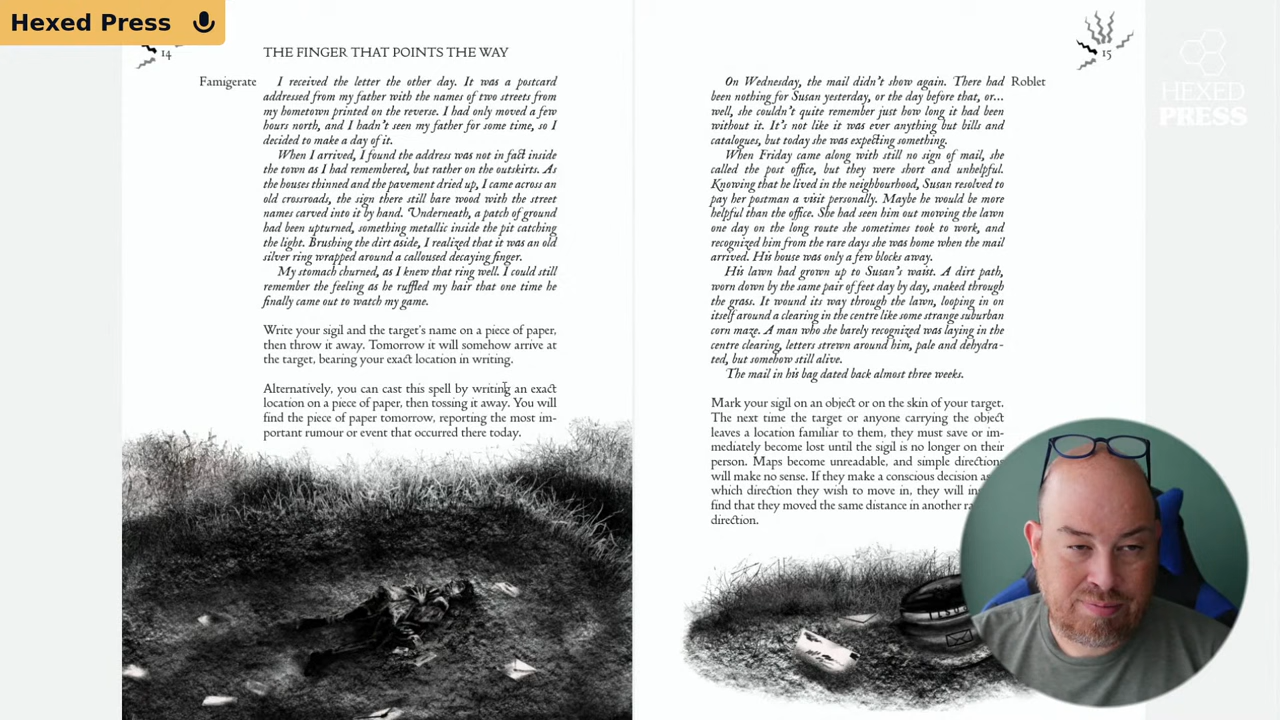 Hexed Press
14
THE FINGER THAT POINTS THE WAY
Famigerate
I received the letter the other day. It was a postcard
addressed from my father with the names of two streets from
my hometown printed on the reverse. I had only moved a few
hours north, and I hadn't seen my father for some time, so I
decided to make a day of it.
When I arrived, I found the address was not in fact inside
the town as I had remembered, but rather on the outskirts. As
the houses thinned and the pavement dried up, I came across an
old crossroads, the sign there still bare wood with the street
names carved into it by hand. Underneath, a patch of ground
had been upturned, something metallic inside the pit catching
the light. Brushing the dirt aside, I realized that it was an old
silver ring wrapped around a calloused decaying finger.
My stomach churned, as I knew that ring well. I could still
remember the feeling as he ruffled my hair that one time he
finally came out to watch my game.
Write your sigil and the target's name on a piece of paper,
then throw it away. Tomorrow it will somehow arrive at
the target, bearing your exact location in writing.
Alternatively, you can cast this spell by writing an exact
location on a piece of paper, then tossing it away. You will
find the piece of paper tomorrow, reporting the most im-
portant rumour or event that occurred there today.
15
Roblet
On Wednesday, the mail didn't show again. There had
been nothing for Susan yesterday, or the day before that, or...
well, she couldn't quite remember just how long it had been
without it. It's not like it was ever anything but bills and
catalogues, but today she was expecting something.
When Friday came along with still no sign of mail, she
called the post office, but they were short and unhelpful.
Knowing that he lived in the neighbourhood, Susan resolved to
pay her postman a visit personally. Maybe he would be more
helpful than the office. She had seen him out mowing the lawn
one day on the long route she sometimes took to work, and
recognized him from the rare days she was home when the mail
arrived. His house was only a few blocks away.
His lawn had grown up to Susan's waist. A dirt path,
worn down by the same pair of feet day by day, snaked through
the grass. It wound its way through the lawn, looping in on
itself around a clearing in the centre like some strange suburban
corn maze. A man who she barely recognized was laying in the
centre clearing, letters strewn around him, pale and dehydra-
ted, but somehow still alive.
The mail in his bag dated back almost three weeks.
Mark your sigil on an object or on the skin of your target.
The next time the target or anyone carrying the object
leaves a location familiar to them, they must save or im-
mediately become lost until the sigil is no longer on their
person. Maps become unreadable, and simple directions
will make no sense. If they make a conscious decision
which direction they wish to move in, they will
find that they moved the same distance in another
direction.
HEXED
PRESS